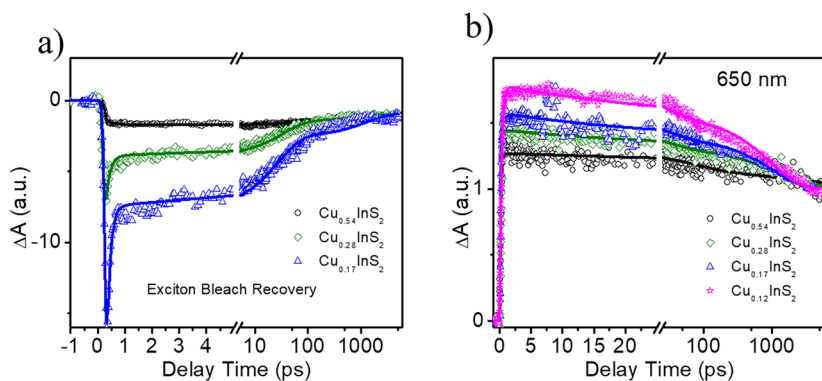 a)
ΔA (a.u.)
0
-10
Cu0.54InS2
Cu0.28InS2
Cu0.17InS2
Exciton Bleach Recovery
-1 0 1 2 3 4 5 10 100 1000
Delay Time (ps)
b)
650 nm
ΔA (a.u.)
1
0
Cu0.54InS2
Cu0.28InS2
Cu0.17InS2
Cu0.12InS2
0 5 10 15 20 100 1000
Delay Time (ps)